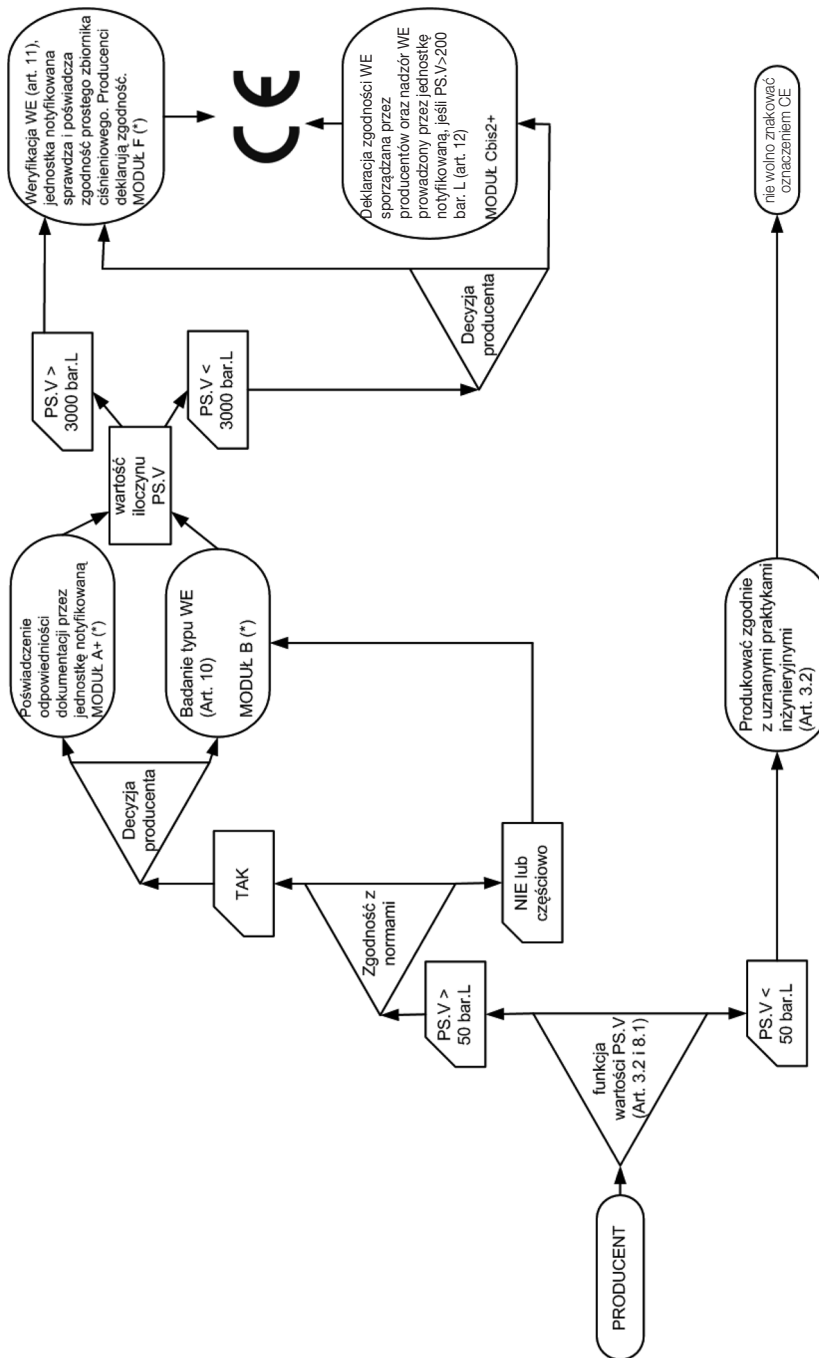 PRODUCENT
funkcja
wartości PS.V
(Art. 3.2 i 8.1)
PS.V >
50 bar.L
PS.V <
50 bar.L
Zgodność z
normami
TAK
NIE lub
częściowo
Decyzja
producenta
Poświadczenie
odpowiedniości
dokumentacji przez
jednostkę notyfikowaną
MODUŁ A+ (*)
Badanie typu WE
(Art. 10)
MODUŁ B (*)
wartość
iloczynu
PS.V
PS.V >
3000 bar.L
PS.V <
3000 bar.L
Decyzja
producenta
Weryfikacja WE (art. 11),
jednostka notyfikowana
sprawdza i poświadcza
zgodność prostego zbiornika
ciśnieniowego. Producenci
deklarują zgodność.
MODUŁ F (*)
CE
Deklaracja zgodności WE
sporządzana przez
producentów oraz nadzór WE
prowadzony przez jednostkę
notyfikowaną, jeśli PS.V>200
bar. L (art. 12)
MODUŁ Cbis2+
Produkować zgodnie
z uznanymi praktykami
inżynieryjnymi
(Art. 3.2)
nie wolno znakować
oznaczeniem CE